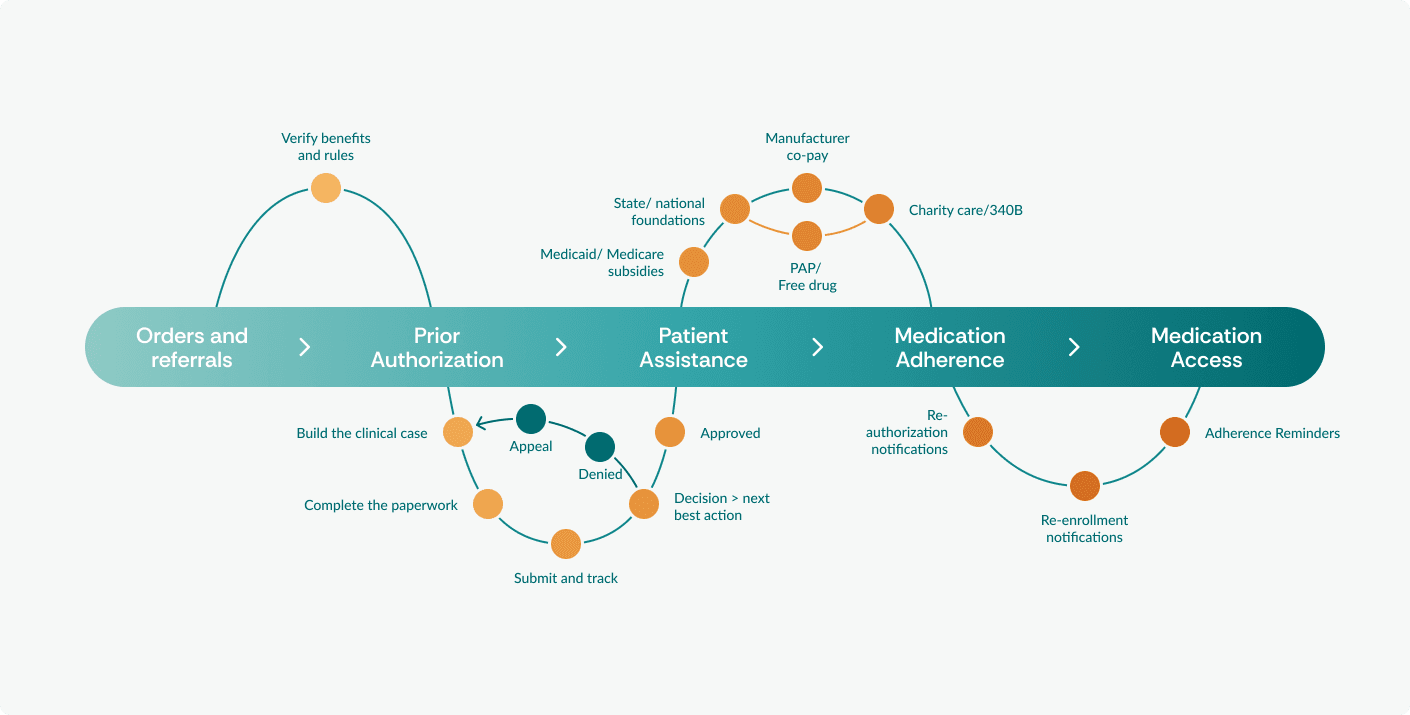 Verify benefits
and rules
Manufacturer
co-pay
State/ national
foundations
Charity care/340B
Medicaid/ Medicare
subsidies
PAP/
Free drug
Orders and
referrals
Prior
Authorization
Patient
Assistance
Medication
Adherence
Medication
Access
Build the clinical case
Appeal
Denied
Approved
Complete the paperwork
Decision > next
best action
Submit and track
Re-
authorization
notifications
Adherence Reminders
Re-enrollment
notifications